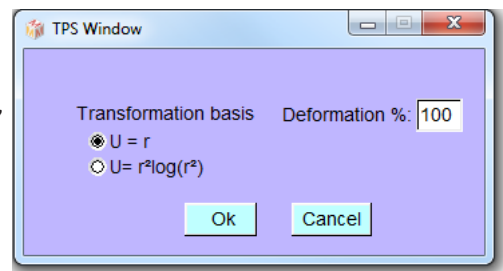 TPS Window
Transformation basis Deformation %: 100
U = r
U= r²log(r²)
Ok Cancel